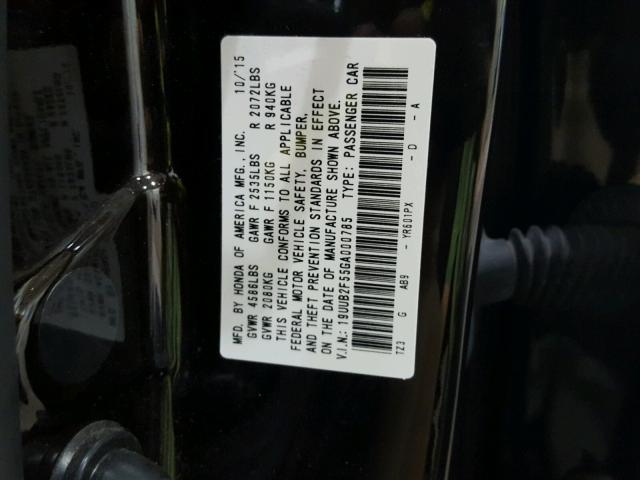 MFD. BY HONDA OF AMERICA MFG., INC. 10/'15
GVWR 4586LBS GAWR F 2535LBS R 2072LBS
GVWR 2080KG GAWR F 1150KG R 940KG
THIS VEHICLE CONFORMS TO ALL APPLICABLE
FEDERAL MOTOR VEHICLE SAFETY, BUMPER,
AND THEFT PREVENTION STANDARDS IN EFFECT
ON THE DATE OF MANUFACTURE SHOWN ABOVE.
V.I.N.:19UUB2F55GA000785 TYPE: PASSENGER CAR
TZ3 G AB9 - YR601PX - D - A